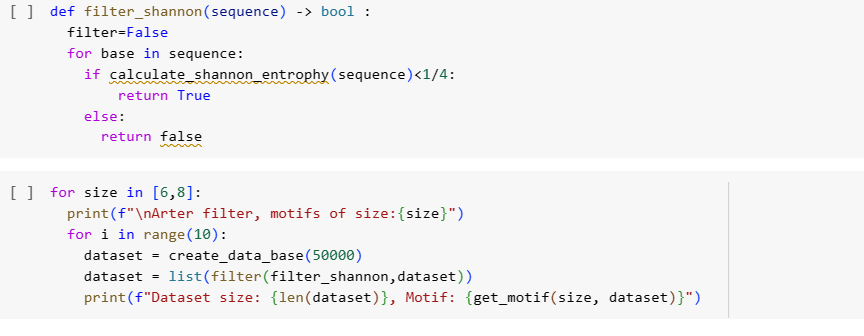 [ ] def filter_shannon(sequence) -> bool :
filter=False
for base in sequence:
if calculate_shannon_entrophy(sequence)<1/4:
return True
else:
return false
[ ] for size in [6,8]:
print(f"\nArter filter, motifs of size:{size}")
for i in range(10):
dataset = create_data_base(50000)
dataset = list(filter(filter_shannon,dataset))
print(f"Dataset size: {len(dataset)}, Motif: {get_motif(size, dataset)}")